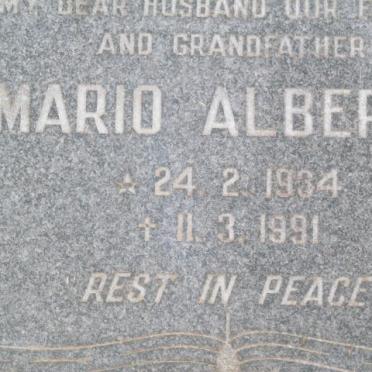 MY DEAR HUSBAND OUR F
AND GRANDFATHER
MARIO ALBER
☆ 24. 2. 1934
✝ 11. 3. 1991
REST IN PEACE